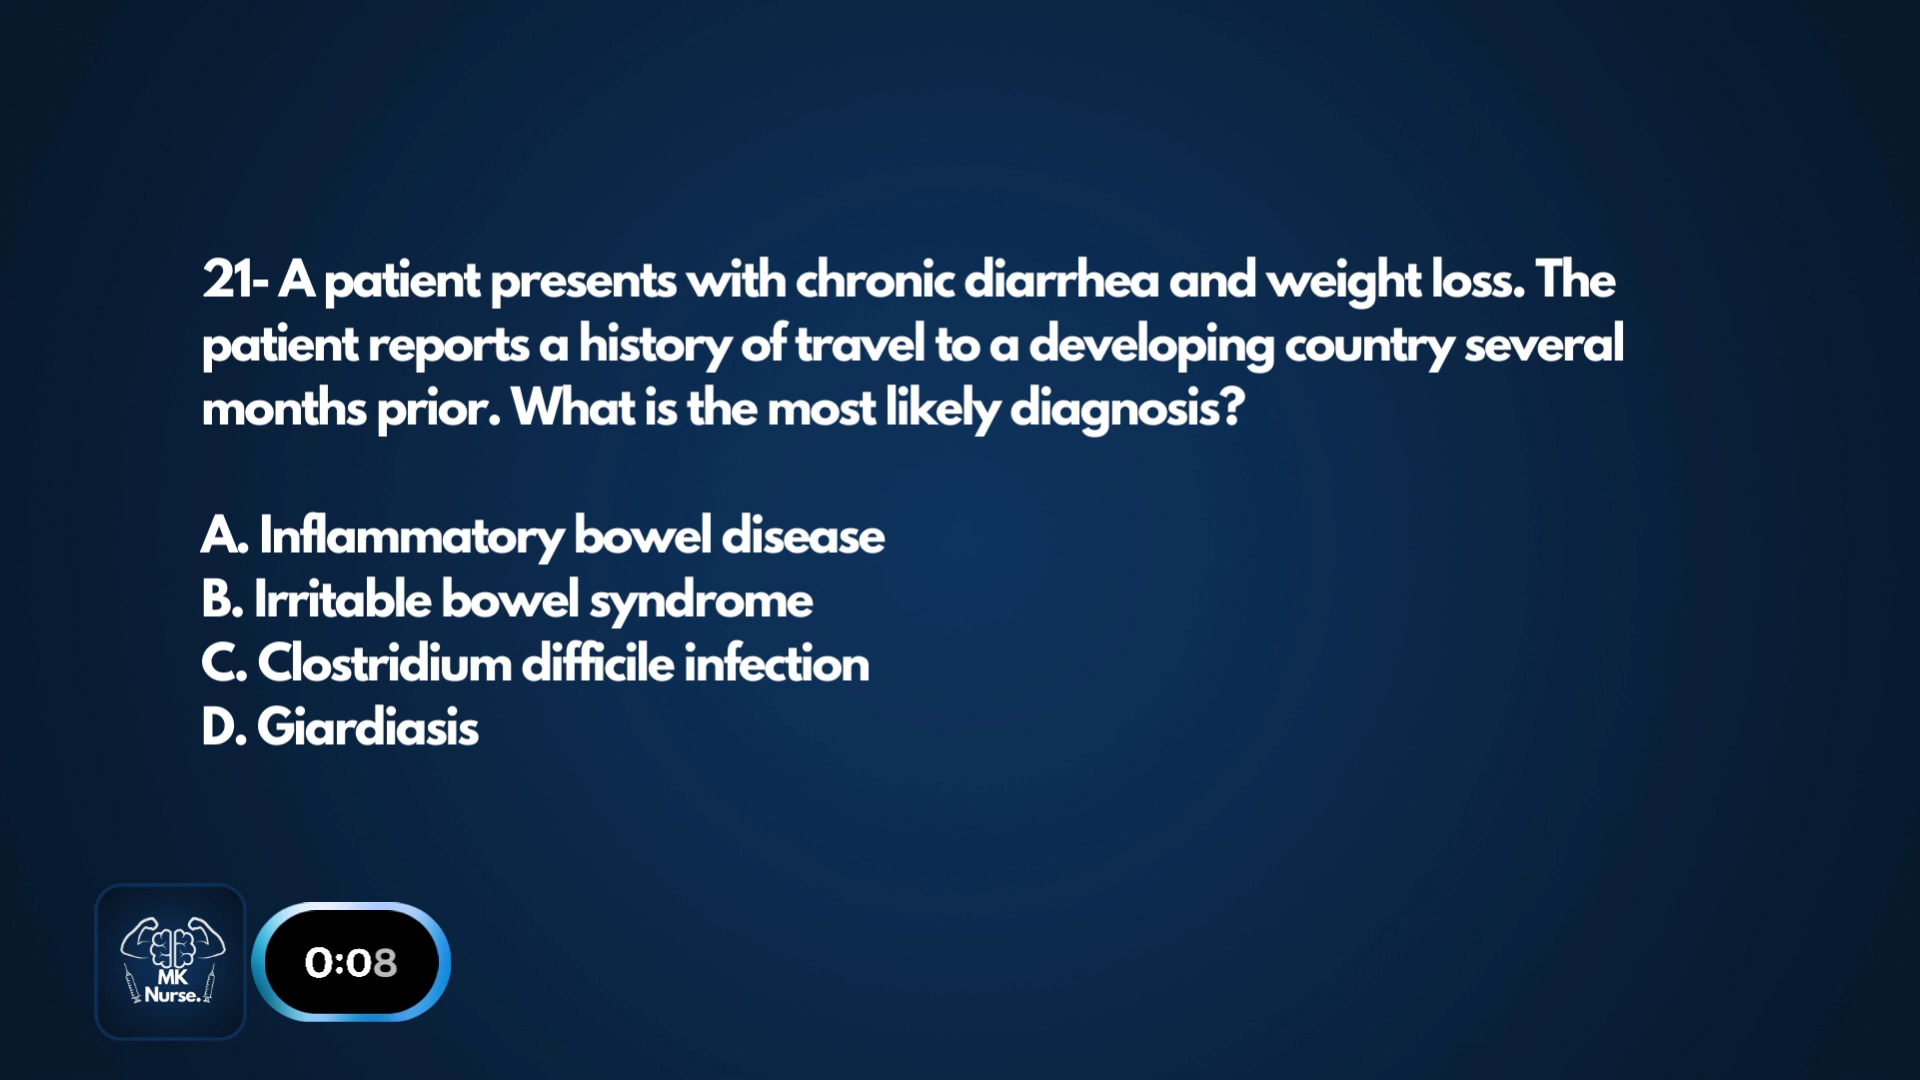 21- A patient presents with chronic diarrhea and weight loss. The
patient reports a history of travel to a developing country several
months prior. What is the most likely diagnosis?
A. Inflammatory bowel disease
B. Irritable bowel syndrome
C. Clostridium difficile infection
D. Giardiasis
MK
Nurse.
0:08